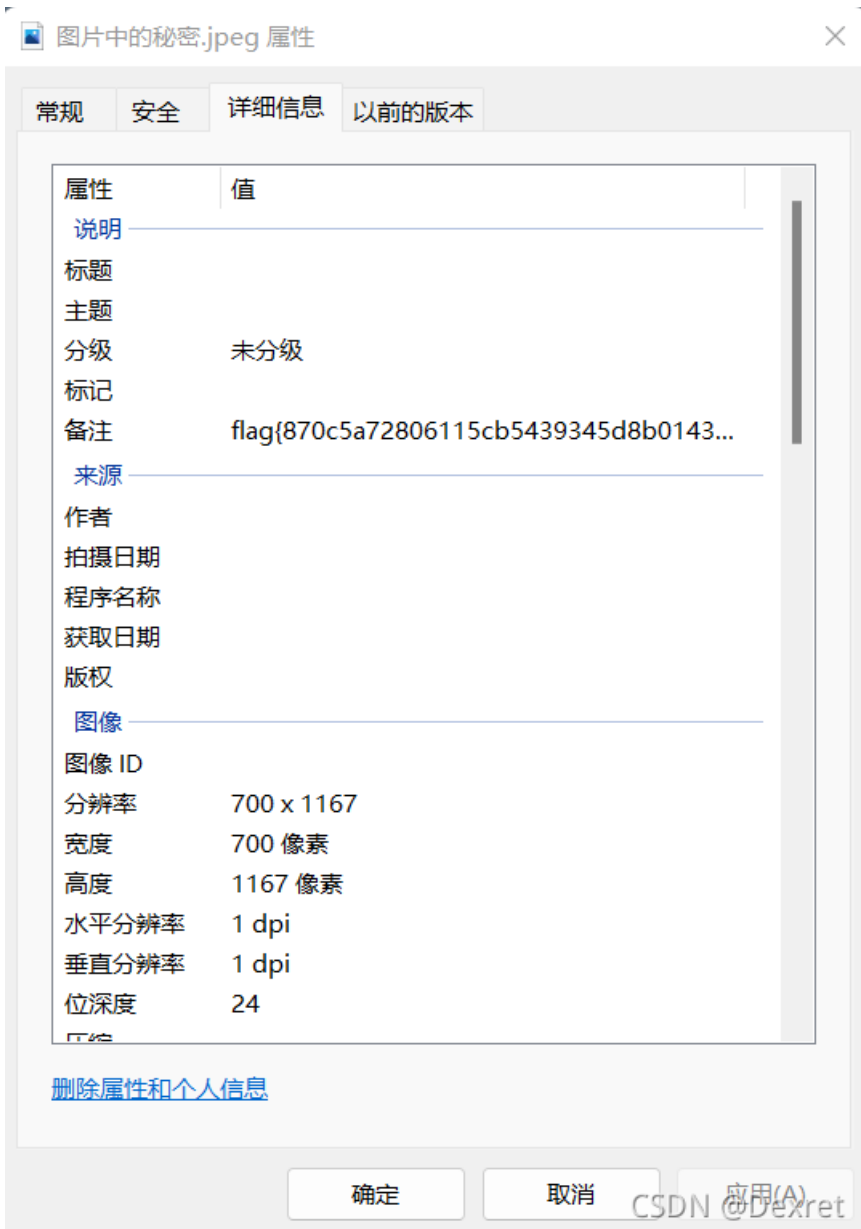 图片中的秘密.jpeg 属性
常规 安全 详细信息 以前的版本
属性 值
说明
标题
主题
分级 未分级
标记
备注 flag{870c5a72806115cb5439345d8b0143...
来源
作者
拍摄日期
程序名称
获取日期
版权
图像
图像 ID
分辨率 700 x 1167
宽度 700 像素
高度 1167 像素
水平分辨率 1 dpi
垂直分辨率 1 dpi
位深度 24
压缩
删除属性和个人信息
确定 取消 应用(A)
CSDN @Dexret